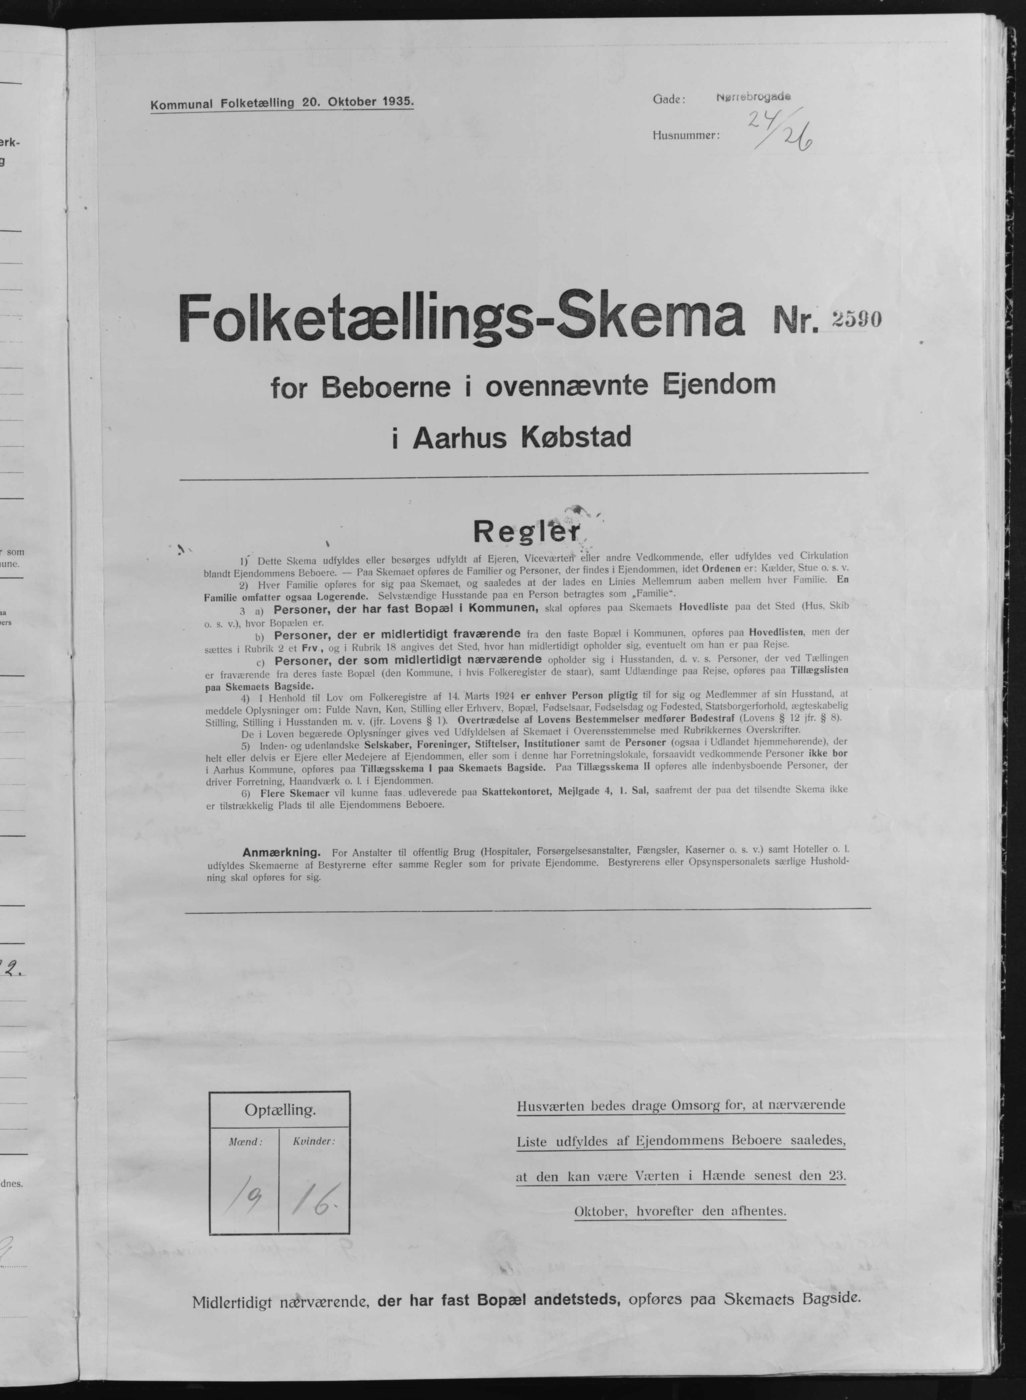 Kommunal Folketælling 20. Oktober 1935.
Gade: Nørrebrogade
Husnummer: 24/26
Folketællings-Skema Nr. 2590
for Beboerne i ovennævnte Ejendom
i Aarhus Købstad
Regler
1) Dette Skema udfyldes eller besørges udfyldt af Ejeren, Viceværten eller andre Vedkommende, eller udfyldes ved Cirkulation
blandt Ejendommens Beboere. — Paa Skemaet opføres de Familier og Personer, der findes i Ejendommen, idet Ordenen er: Kælder, Stue o. s. v.
2) Hver Familie opføres for sig paa Skemaet, og saaledes at der lades en Linies Mellemrum aaben mellem hver Familie. En
Familie omfatter ogsaa Logerende. Selvstændige Husstande paa en Person betragtes som „Familie“.
3 a) Personer, der har fast Bopæl i Kommunen, skal opføres paa Skemaets Hovedliste paa det Sted (Hus, Skib
o. s. v.), hvor Bopælen er.
b) Personer, der er midlertidigt fraværende fra den faste Bopæl i Kommunen, opføres paa Hovedlisten, men der
sættes i Rubrik 2 et Frv., og i Rubrik 18 angives det Sted, hvor han midlertidigt opholder sig, eventuelt om han er paa Rejse.
c) Personer, der som midlertidigt nærværende opholder sig i Husstanden, d. v. s. Personer, der ved Tællingen
er fraværende fra deres faste Bopæl (den Kommune, i hvis Folkeregister de staar), samt Udlændinge paa Rejse, opføres paa Tillægslisten
paa Skemaets Bagside.
4) I Henhold til Lov om Folkeregistre af 14. Marts 1924 er enhver Person pligtig til for sig og Medlemmer af sin Husstand, at
meddele Oplysninger om: Fulde Navn, Køn, Stilling eller Erhverv, Bopæl, Fødselsaar, Fødselsdag og Fødested, Statsborgerforhold, ægteskabelig
Stilling, Stilling i Husstanden m. v. (jfr. Lovens § 1). Overtrædelse af Lovens Bestemmelser medfører Bødestraf (Lovens § 12 jfr. § 8).
De i Loven begærede Oplysninger gives ved Udfyldelsen af Skemaet i Overensstemmelse med Rubrikkernes Overskrifter.
5) Inden- og udenlandske Selskaber, Foreninger, Stiftelser, Institutioner samt de Personer (ogsaa i Udlandet hjemmehørende), der
helt eller delvis er Ejere eller Medejere af Ejendommen, eller som i denne har Forretningslokale, forsaavidt vedkommende Personer ikke bor
i Aarhus Kommune, opføres paa Tillægsskema I paa Skemaets Bagside. Paa Tillægsskema II opføres alle indenbysboende Personer, der
driver Forretning, Haandværk o. l. i Ejendommen.
6) Flere Skemaer vil kunne faas udleverede paa Skattekontoret, Mejlgade 4, 1. Sal, saafremt der paa det tilsendte Skema ikke
er tilstrækkelig Plads til alle Ejendommens Beboere.
Anmærkning. For Anstalter til offentlig Brug (Hospitaler, Forsørgelsesanstalter, Fængsler, Kaserner o. s. v.) samt Hoteller o. l.
udfyldes Skemaerne af Bestyrerne efter samme Regler som for private Ejendomme. Bestyrerens eller Opsynspersonalets særlige Hushold-
ning skal opføres for sig.
Optælling.
Mænd: Kvinder:
19 16.
Husværten bedes drage Omsorg for, at nærværende
Liste udfyldes af Ejendommens Beboere saaledes,
at den kan være Værten i Hænde senest den 23.
Oktober, hvorefter den afhentes.
Midlertidigt nærværende, der har fast Bopæl andetsteds, opføres paa Skemaets Bagside.